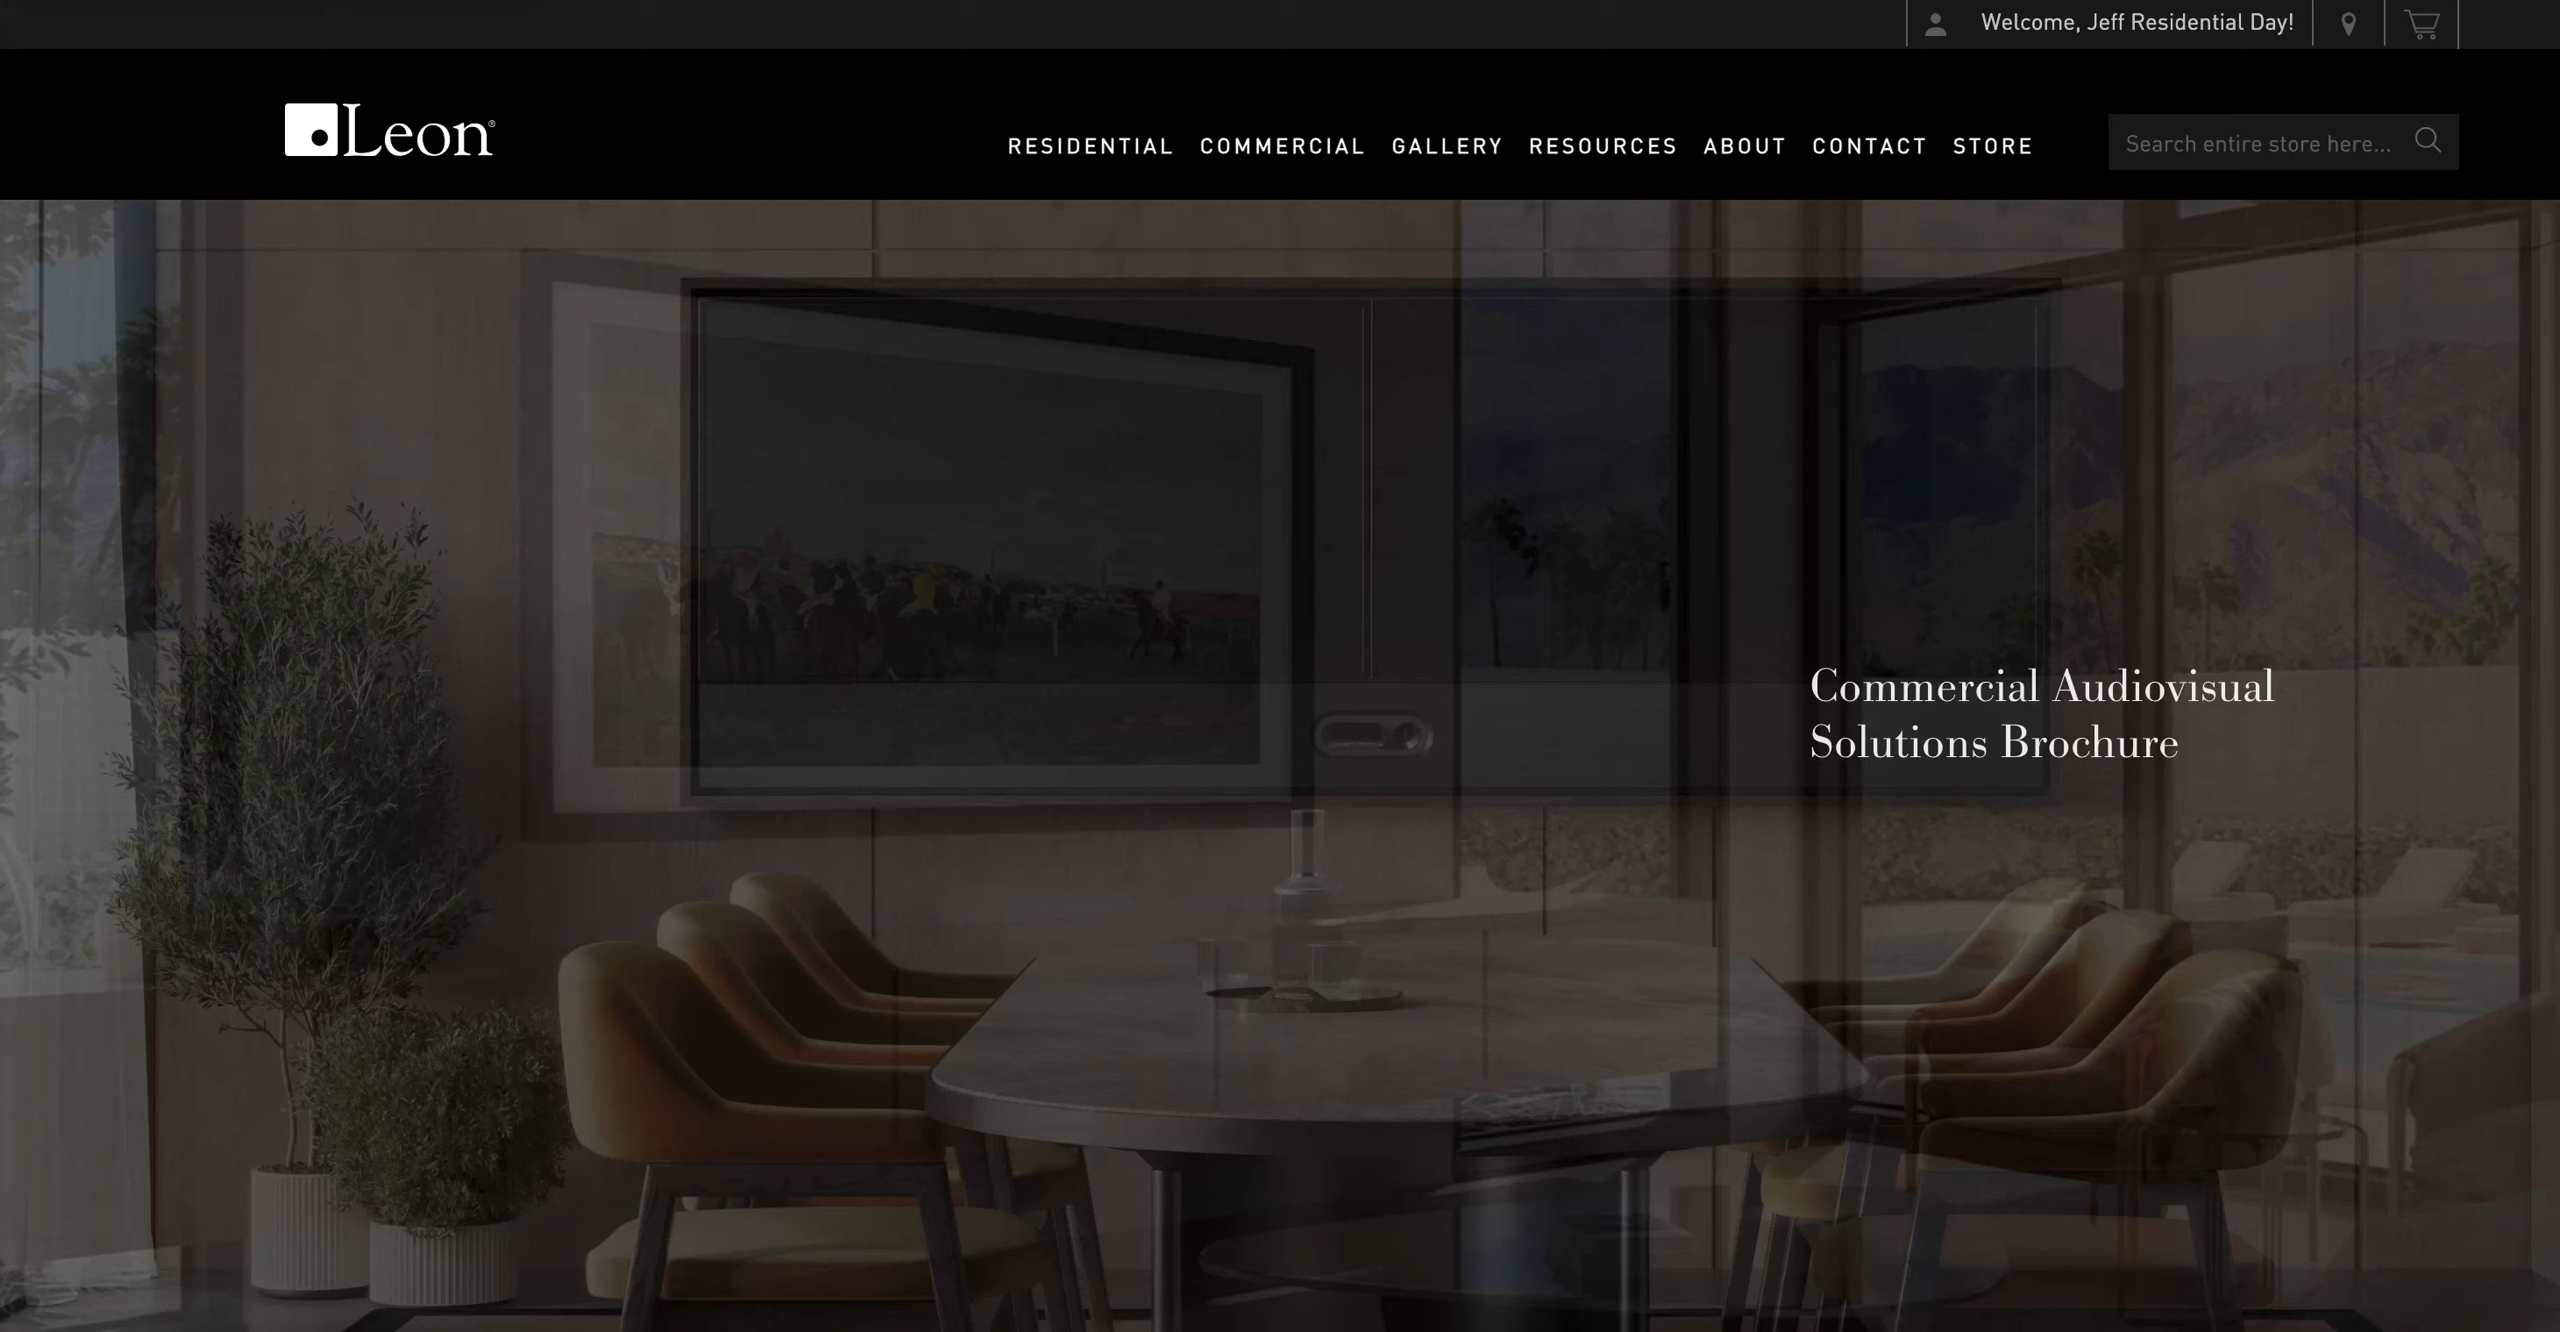 Welcome, Jeff Residential Day!
Leon®
RESIDENTIAL COMMERCIAL GALLERY RESOURCES ABOUT CONTACT STORE
Search entire store here...
Commercial Audiovisual
Solutions Brochure